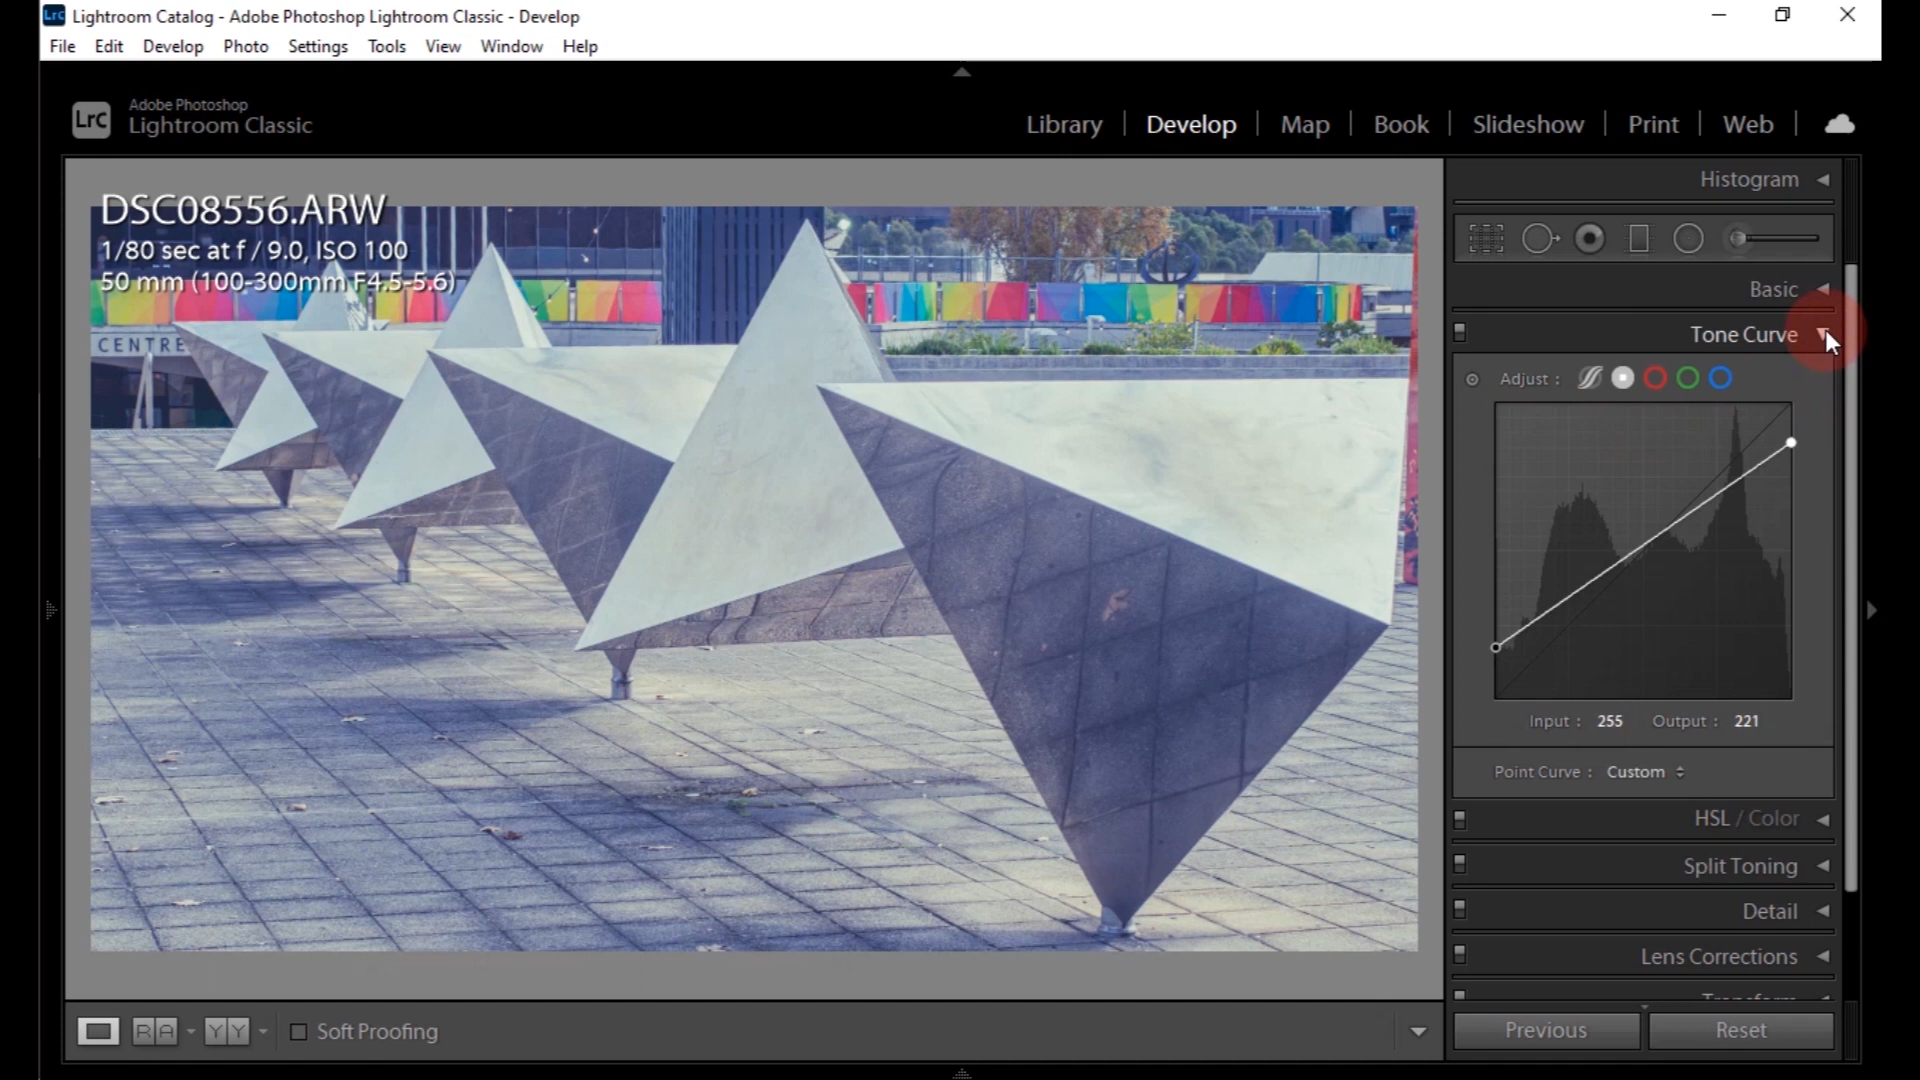 Lrc Lightroom Catalog - Adobe Photoshop Lightroom Classic - Develop
File Edit Develop Photo Settings Tools View Window Help
LrC
Adobe Photoshop
Lightroom Classic
Library | Develop | Map | Book | Slideshow | Print | Web |
DSC08556.ARW
1/80 sec at f / 9.0, ISO 100
50 mm (100-300mm F4.5-5.6)
CENTRE
Histogram
Basic
Tone Curve
Adjust :
Input : 255 Output : 221
Point Curve : Custom
HSL / Color
Split Toning
Detail
Lens Corrections
Transform
Previous Reset
R A Y Y Soft Proofing